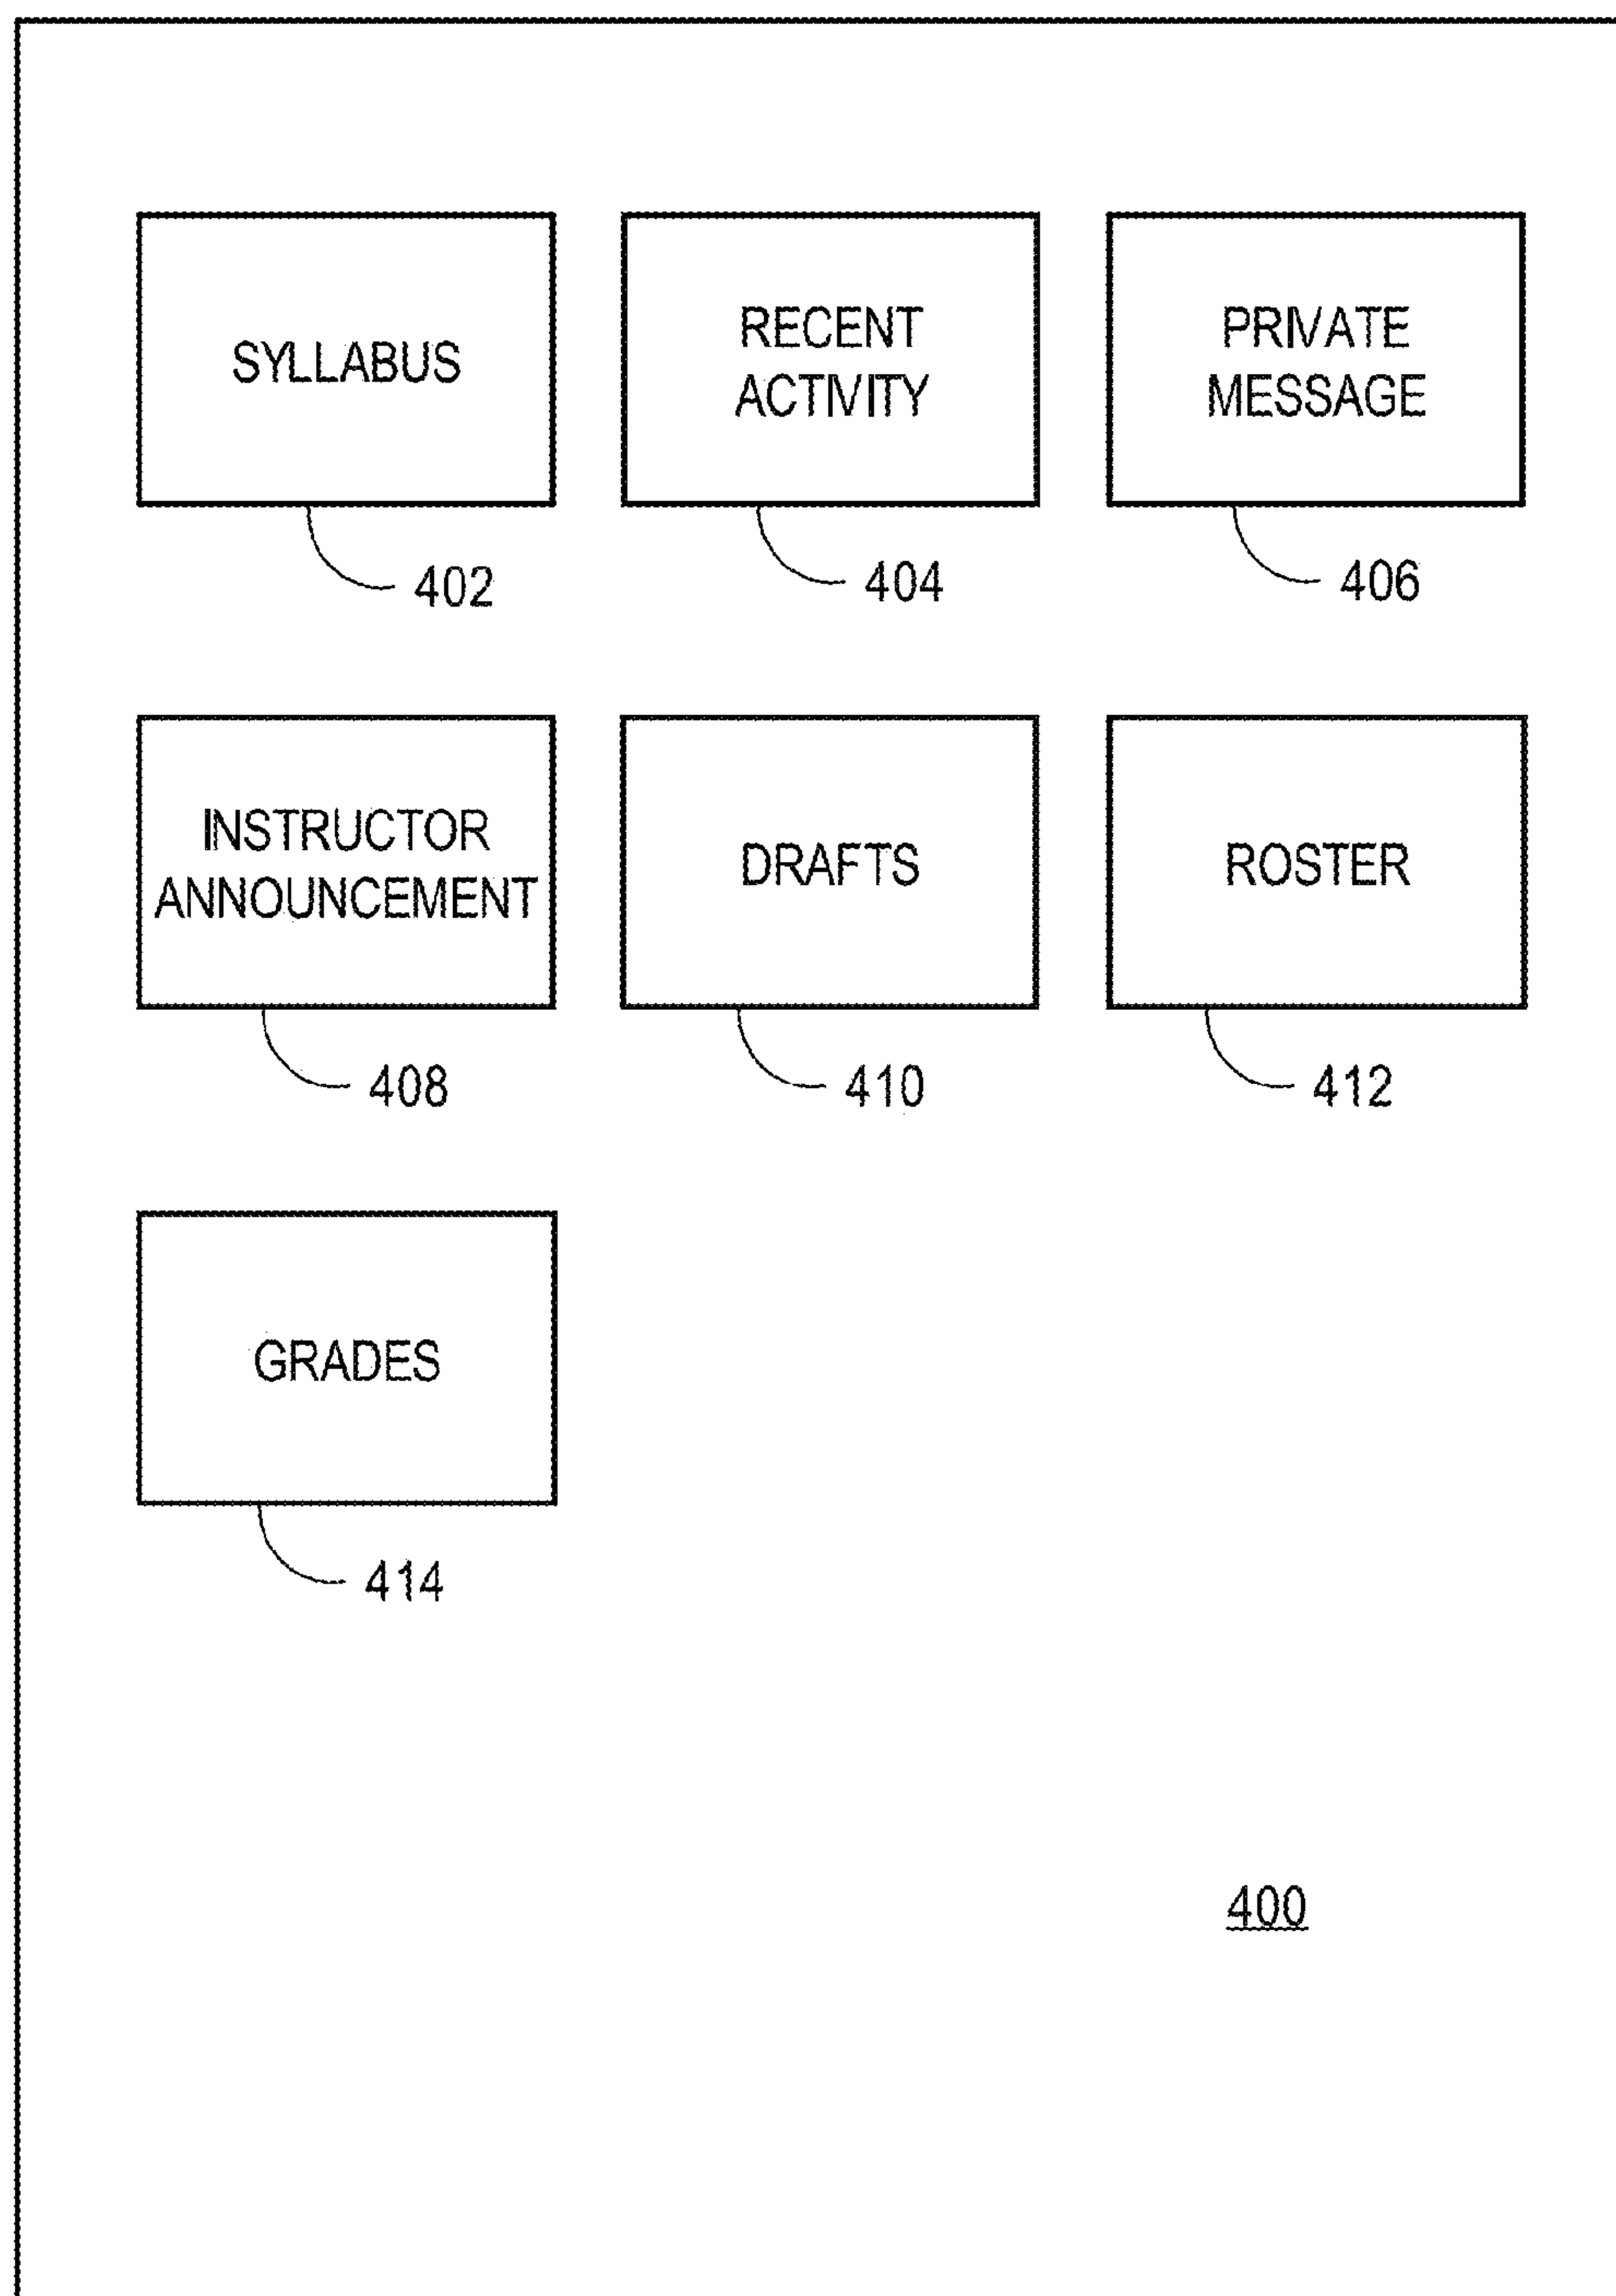 SYLLABUS
402
RECENT
ACTIVITY
404
PRIVATE
MESSAGE
406
INSTRUCTOR
ANNOUNCEMENT
408
DRAFTS
410
ROSTER
412
GRADES
414
400